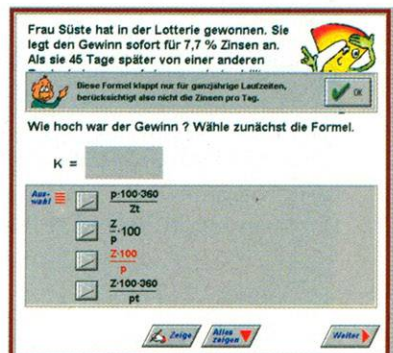 Frau Süste hat in der Lotterie gewonnen. Sie
legt den Gewinn sofort für 7,7 % Zinsen an.
Als sie 45 Tage später von einer anderen
Diese Formel klappt nur für ganzjährige Laufzeiten,
berücksichtigt also nicht die Zinsen pro Tag.
OK
Wie hoch war der Gewinn ? Wähle zunächst die Formel.
K =
Aus-
wahl
p·100·360
Zt
Z
p
·100
Z·100
p
Z·100·360
pt
Zeige
Alles
zeigen
Weiter